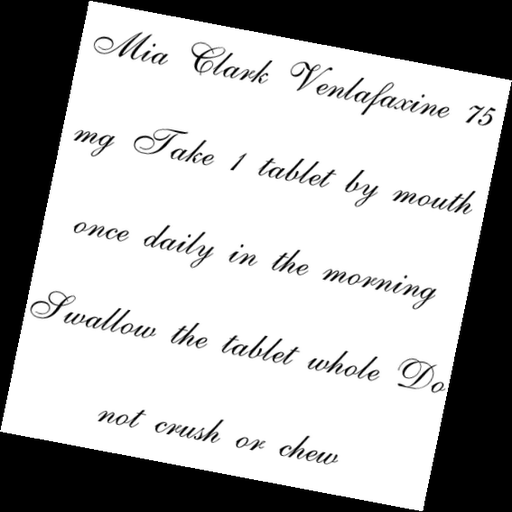 Mia Clark Venlafaxine 75
mg Take 1 tablet by mouth
once daily in the morning
Swallow the tablet whole Do
not crush or chew